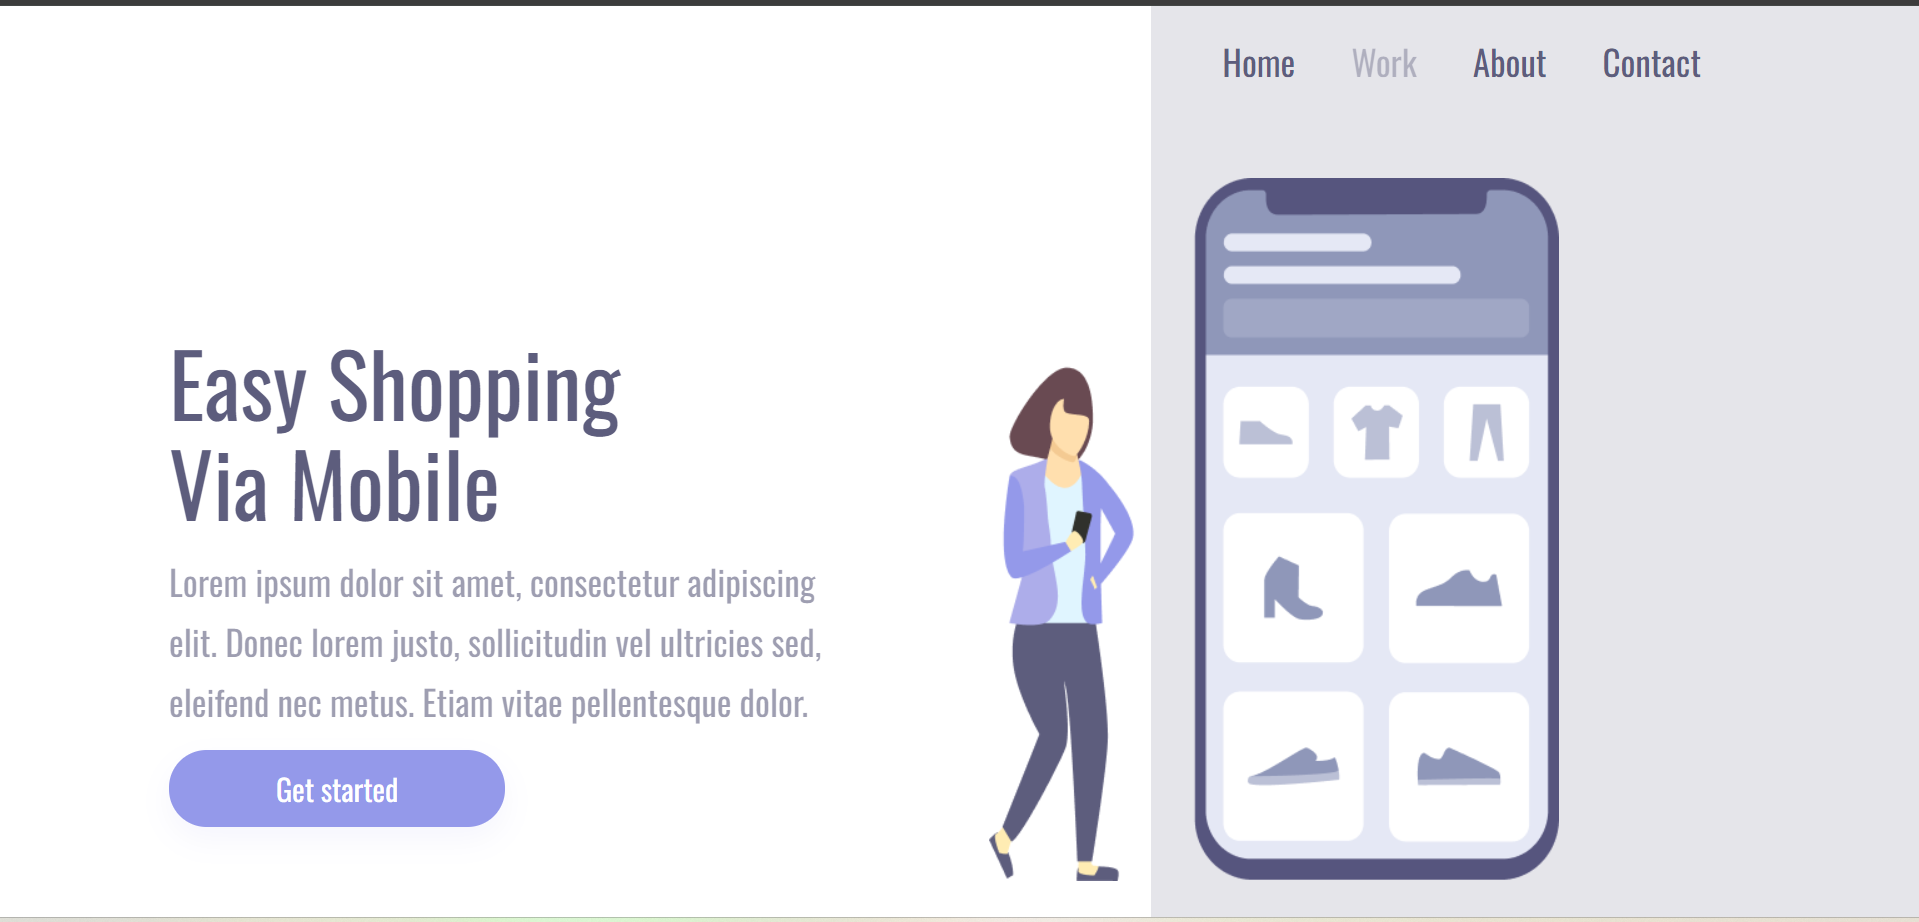 Home Work About Contact
Easy Shopping
Via Mobile
Lorem ipsum dolor sit amet, consectetur adipiscing
elit. Donec lorem justo, sollicitudin vel ultricies sed,
eleifend nec metus. Etiam vitae pellentesque dolor.
Get started